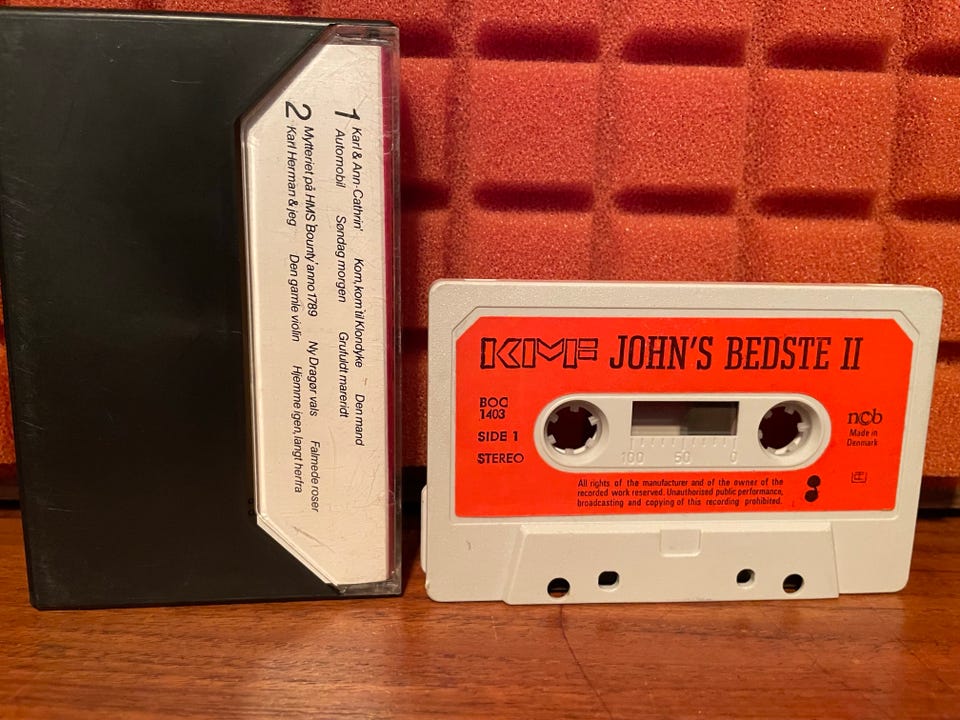 1 Karl & Ann-Cathrin' Kom, kom til Klondyke Den mand
Automobil Søndag morgen Grufuldt mareridt
2 Mytteriet på HMS 'Bounty' anno 1789 Ny Dragør vals Falmede roser
Karl Herman & jeg Den gamle violin Hjemme igen, langt herfra
KMF JOHN'S BEDSTE II
BOC
1403
SIDE 1
STEREO
100 50 0
ncb
Made in
Denmark
All rights of the manufacturer and of the owner of the
recorded work reserved. Unauthorised public performance,
broadcasting and copying of this recording prohibited.